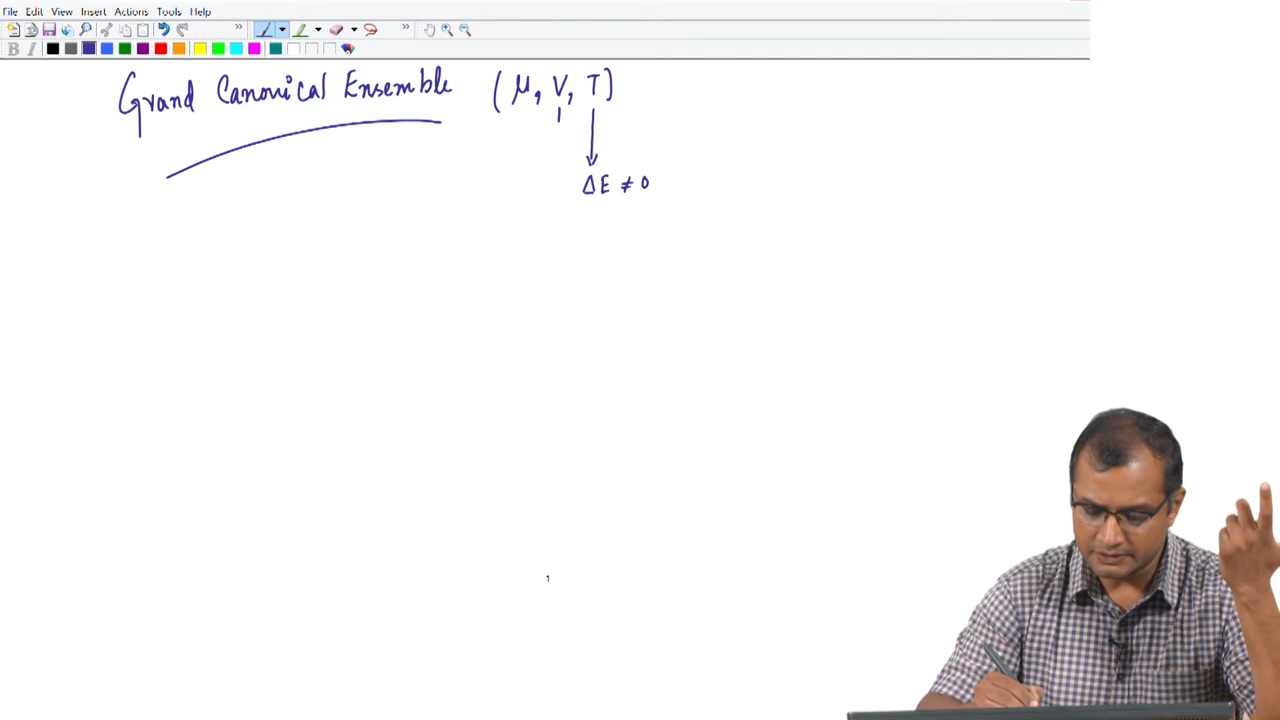 File Edit View Insert Actions Tools Help
» »
B I
Grand Canonical Ensemble (μ, V, T)
ΔE ≠ 0
1